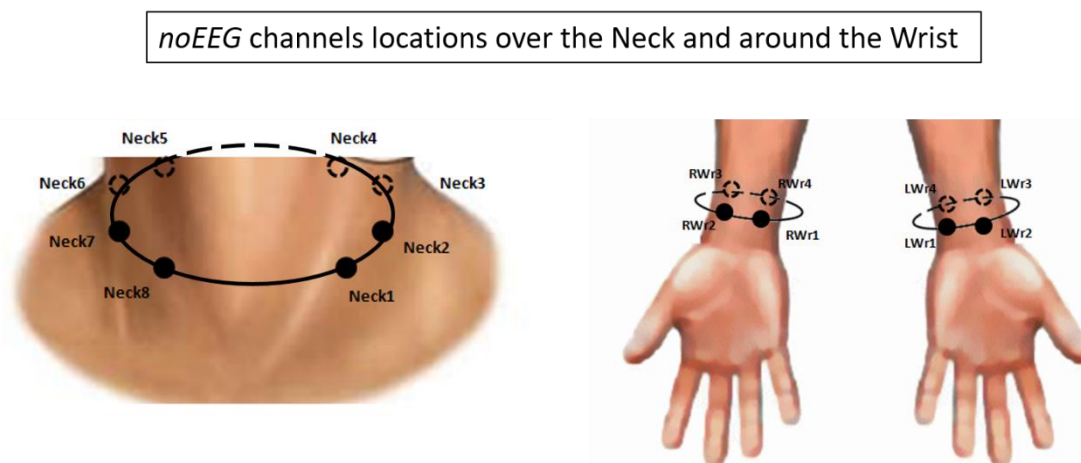 noEEG channels locations over the Neck and around the Wrist
Neck5
Neck4
Neck6
Neck3
Neck7
Neck2
Neck8
Neck1
RWr3
RWr4
RWr2
RWr1
LWr4
LWr3
LWr1
LWr2